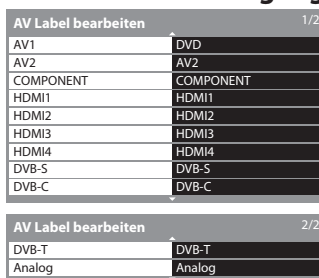 AV Label bearbeiten 1/2
AV1 DVD
AV2 AV2
COMPONENT COMPONENT
HDMI1 HDMI1
HDMI2 HDMI2
HDMI3 HDMI3
HDMI4 HDMI4
DVB-S DVB-S
DVB-C DVB-C
AV Label bearbeiten 2/2
DVB-T DVB-T
Analog Analog